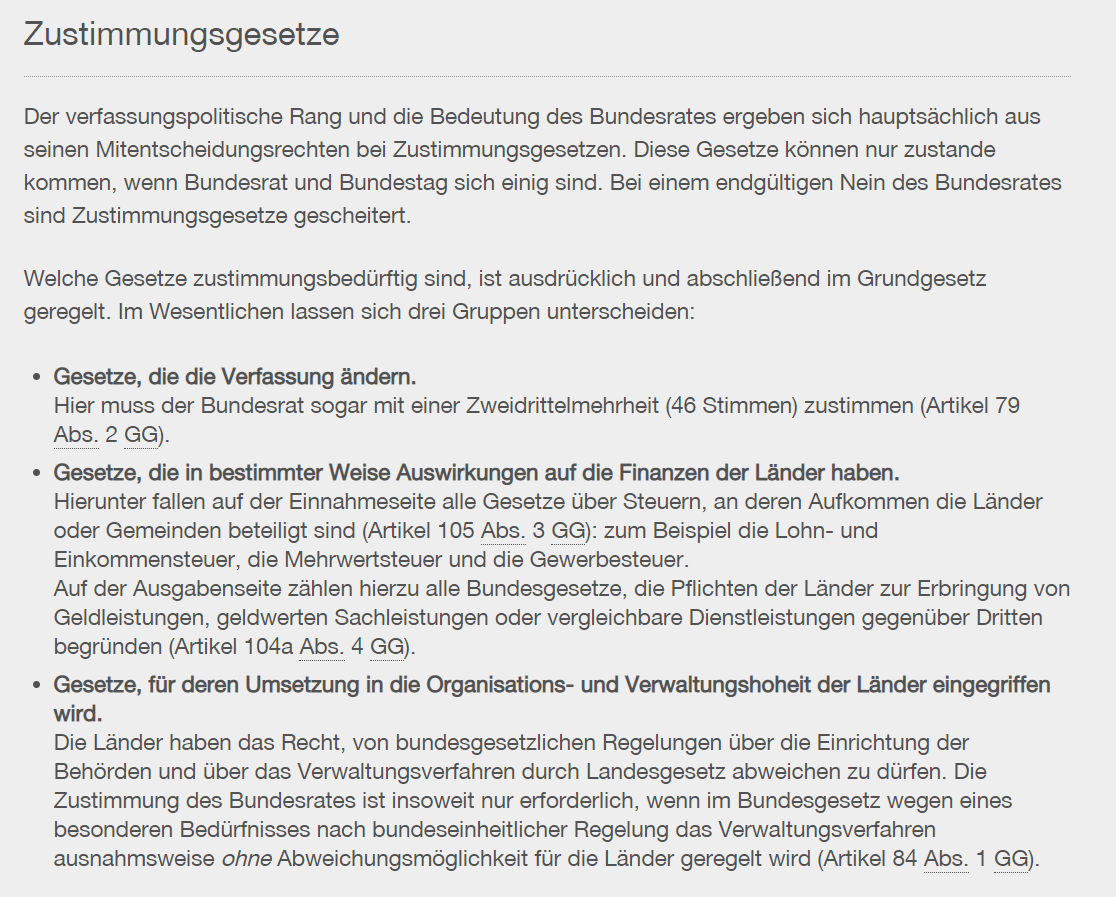 Zustimmungsgesetze
Der verfassungspolitische Rang und die Bedeutung des Bundesrates ergeben sich hauptsächlich aus
seinen Mitentscheidungsrechten bei Zustimmungsgesetzen. Diese Gesetze können nur zustande
kommen, wenn Bundesrat und Bundestag sich einig sind. Bei einem endgültigen Nein des Bundesrates
sind Zustimmungsgesetze gescheitert.
Welche Gesetze zustimmungsbedürftig sind, ist ausdrücklich und abschließend im Grundgesetz
geregelt. Im Wesentlichen lassen sich drei Gruppen unterscheiden:
• Gesetze, die die Verfassung ändern.
Hier muss der Bundesrat sogar mit einer Zweidrittelmehrheit (46 Stimmen) zustimmen (Artikel 79
Abs. 2 GG).
• Gesetze, die in bestimmter Weise Auswirkungen auf die Finanzen der Länder haben.
Hierunter fallen auf der Einnahmeseite alle Gesetze über Steuern, an deren Aufkommen die Länder
oder Gemeinden beteiligt sind (Artikel 105 Abs. 3 GG): zum Beispiel die Lohn- und
Einkommensteuer, die Mehrwertsteuer und die Gewerbesteuer.
Auf der Ausgabenseite zählen hierzu alle Bundesgesetze, die Pflichten der Länder zur Erbringung von
Geldleistungen, geldwerten Sachleistungen oder vergleichbare Dienstleistungen gegenüber Dritten
begründen (Artikel 104a Abs. 4 GG).
• Gesetze, für deren Umsetzung in die Organisations- und Verwaltungshoheit der Länder eingegriffen
wird.
Die Länder haben das Recht, von bundesgesetzlichen Regelungen über die Einrichtung der
Behörden und über das Verwaltungsverfahren durch Landesgesetz abweichen zu dürfen. Die
Zustimmung des Bundesrates ist insoweit nur erforderlich, wenn im Bundesgesetz wegen eines
besonderen Bedürfnisses nach bundeseinheitlicher Regelung das Verwaltungsverfahren
ausnahmsweise ohne Abweichungsmöglichkeit für die Länder geregelt wird (Artikel 84 Abs. 1 GG).